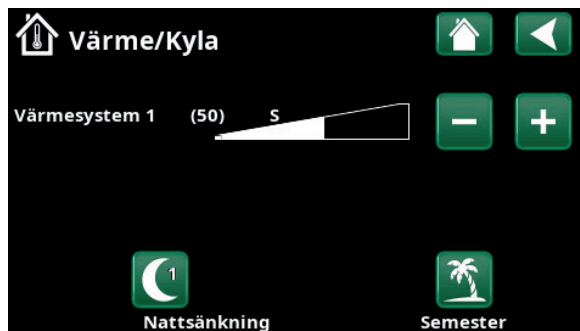 Värme/Kyla
Värmesystem 1 (50) S
1
Nattsänkning Semester